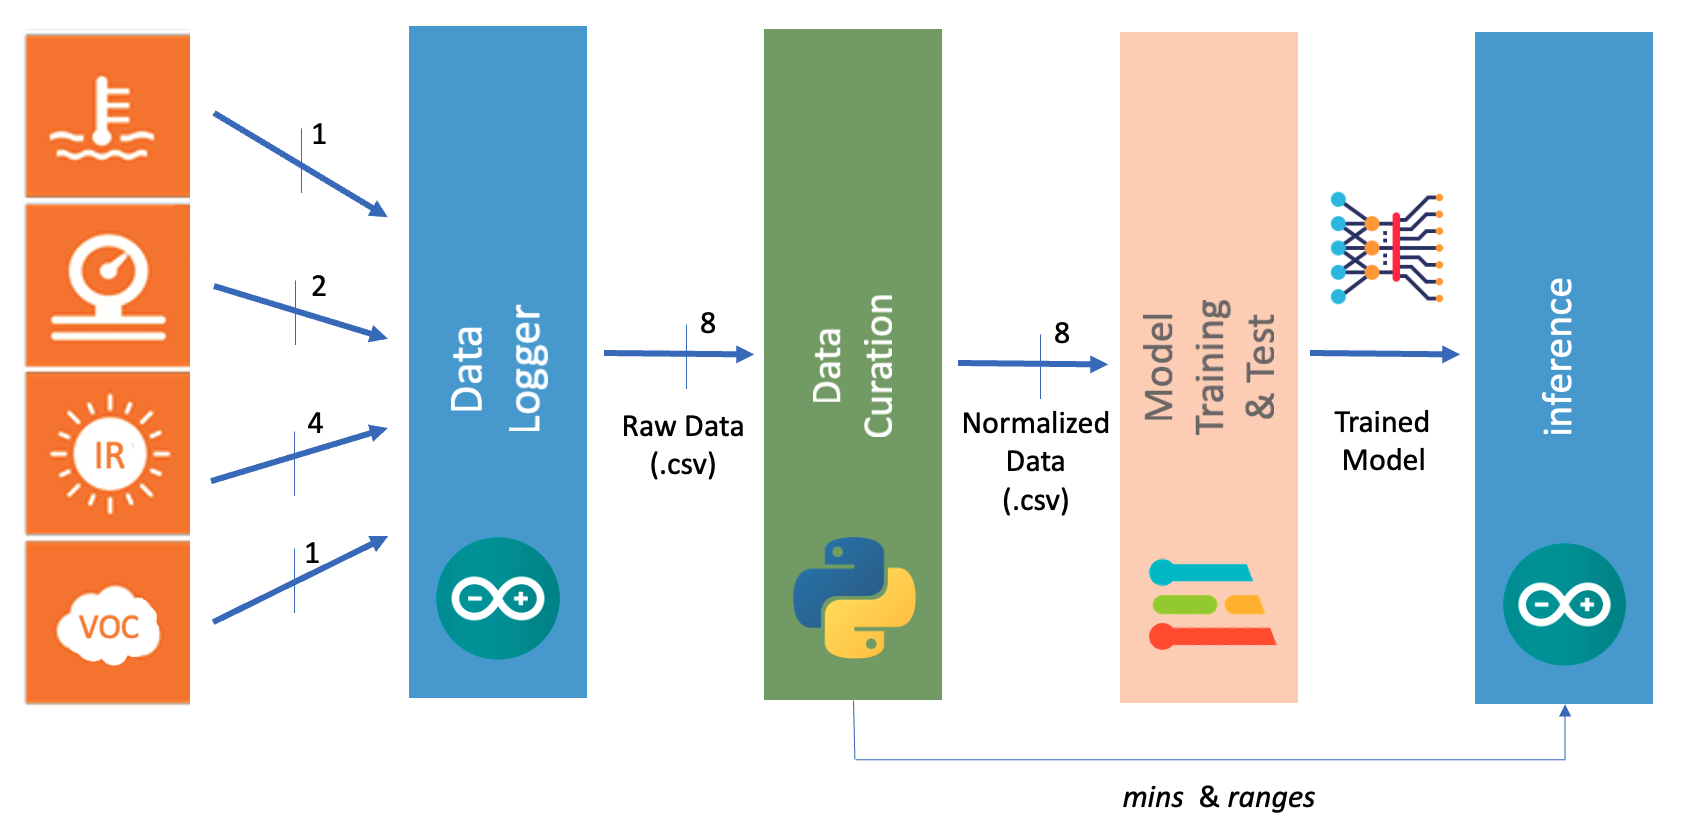 1
2
IR
4
VOC
1
Data
Logger
8
Raw Data
(.csv)
Data
Curation
8
Normalized
Data
(.csv)
Model
Training
& Test
Trained
Model
inference
mins & ranges